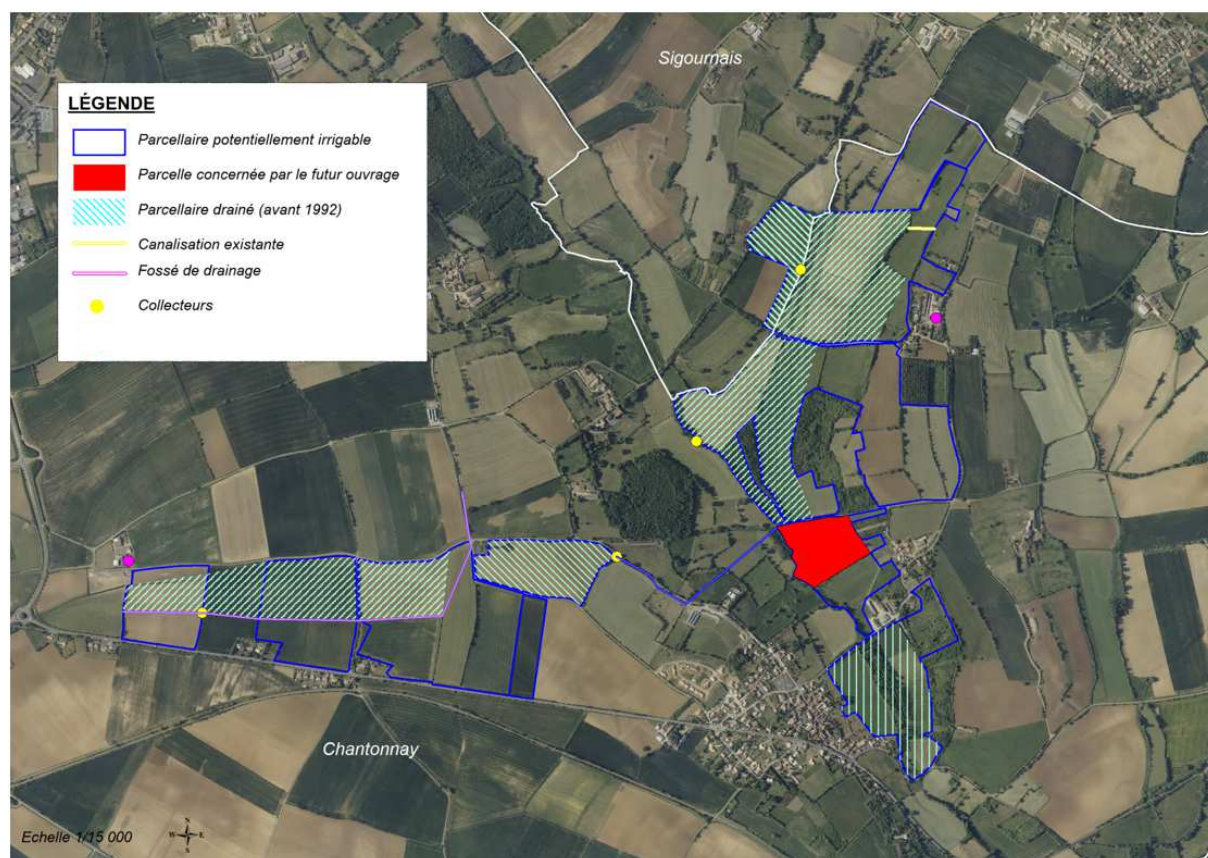 Sigournais
LÉGENDE
Parcellaire potentiellement irrigable
Parcelle concernée par le futur ouvrage
Parcellaire drainé (avant 1992)
Canalisation existante
Fossé de drainage
Collecteurs
Chantonnay
Echelle 1/15 000
N
W E
S